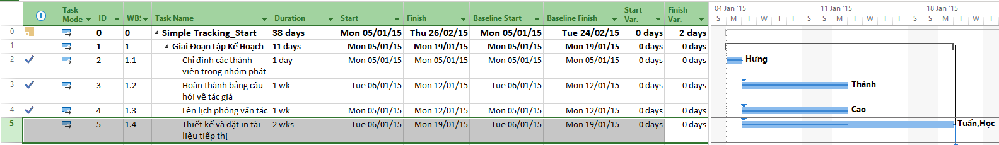 Task Mode ID WBS Task Name Duration Start Finish Baseline Start Baseline Finish Start Var. Finish Var. 04 Jan '15 11 Jan '15 18 Jan '15
S M T W T F S S M T W T F S S M T W T
0 0 0 Simple Tracking_Start 38 days Mon 05/01/15 Thu 26/02/15 Mon 05/01/15 Tue 24/02/15 0 days 2 days
1 1 1 Giai Đoạn Lập Kế Hoạch 11 days Mon 05/01/15 Mon 19/01/15 Mon 05/01/15 Mon 19/01/15 0 days 0 days
2 2 1.1 Chỉ định các thành viên trong nhóm phát 1 day Mon 05/01/15 Mon 05/01/15 Mon 05/01/15 Mon 05/01/15 0 days 0 days Hưng
3 3 1.2 Hoàn thành bảng câu hỏi về tác giả 1 wk Tue 06/01/15 Mon 12/01/15 Tue 06/01/15 Mon 12/01/15 0 days 0 days Thành
4 4 1.3 Lên lịch phỏng vấn tác 1 wk Tue 06/01/15 Mon 12/01/15 Tue 06/01/15 Mon 12/01/15 0 days 0 days Cao
5 5 1.4 Thiết kế và đặt in tài liệu tiếp thị 2 wks Tue 06/01/15 Mon 19/01/15 Tue 06/01/15 Mon 19/01/15 0 days 0 days Tuấn,Học